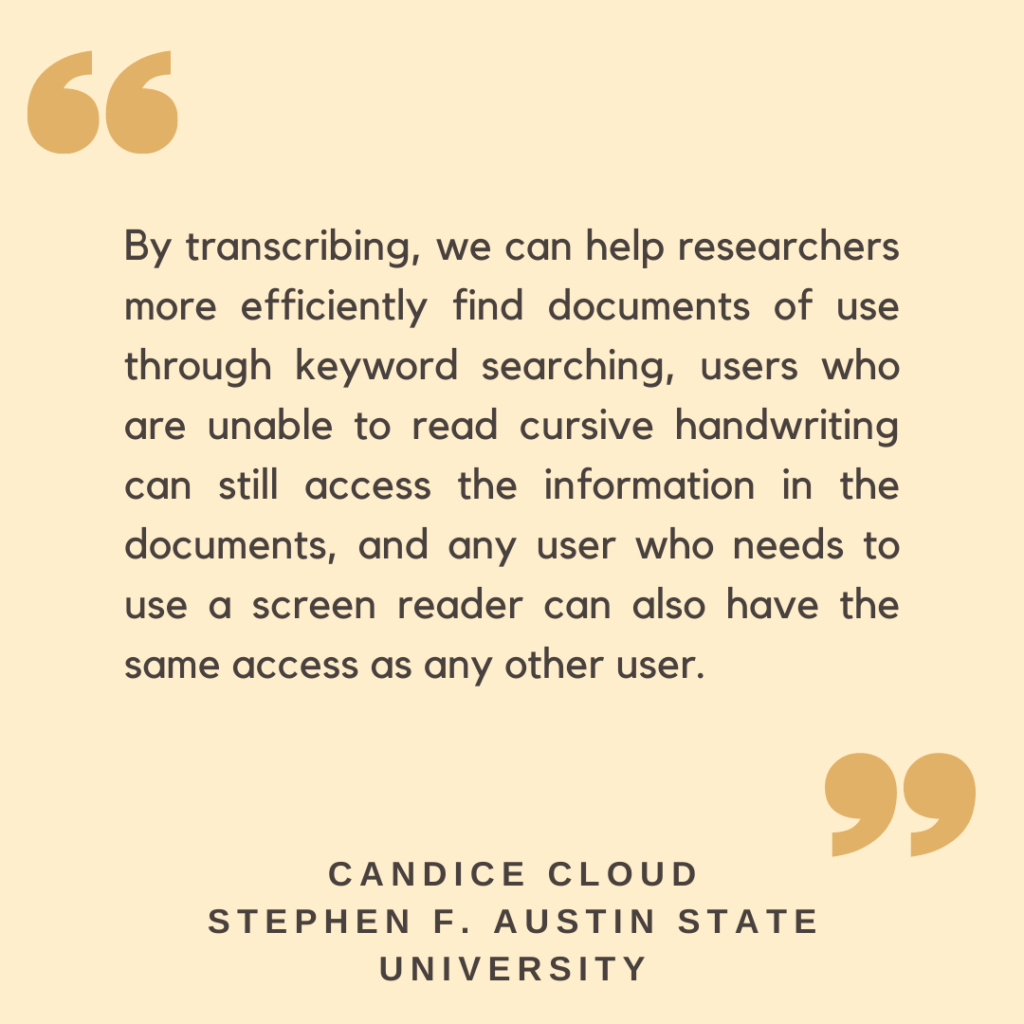 “
By transcribing, we can help researchers
more efficiently find documents of use
through keyword searching, users who
are unable to read cursive handwriting
can still access the information in the
documents, and any user who needs to
use a screen reader can also have the
same access as any other user.
”
CANDICE CLOUD
STEPHEN F. AUSTIN STATE
UNIVERSITY